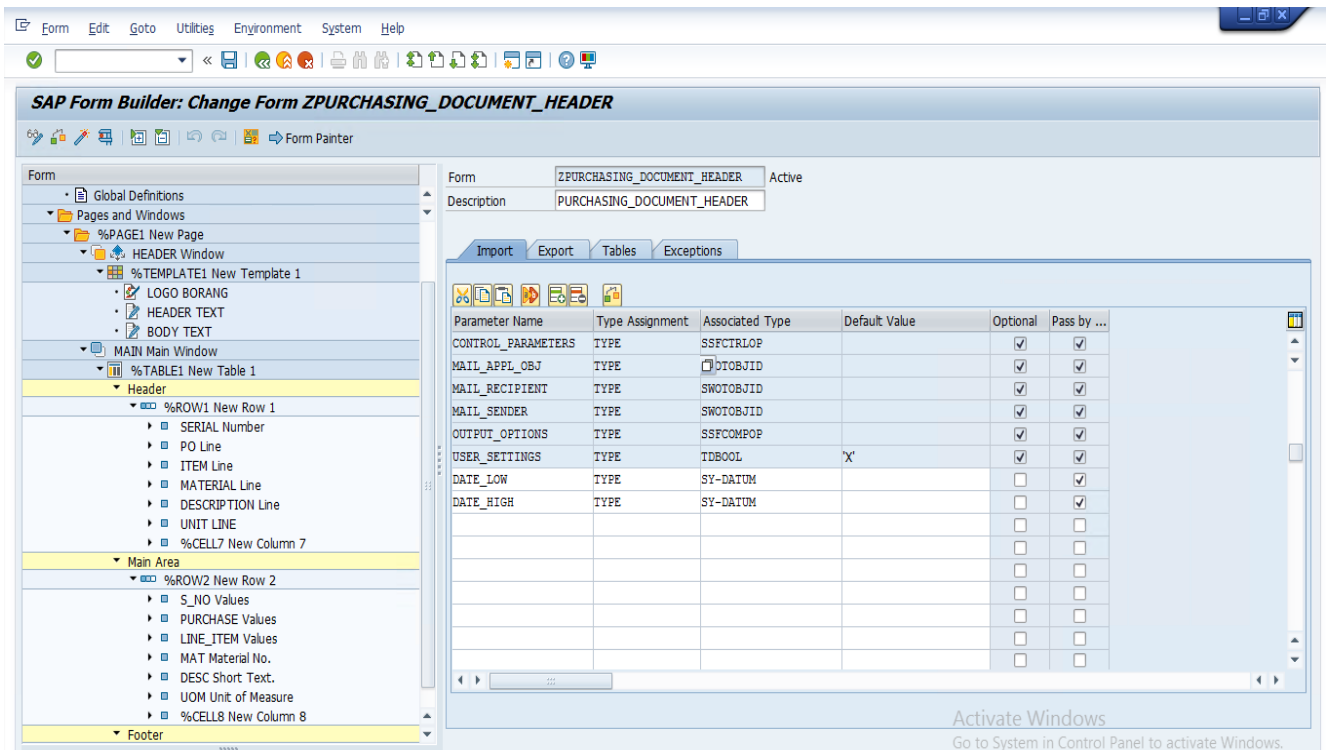 Form Edit Goto Utilities Environment System Help
SAP Form Builder: Change Form ZPURCHASING_DOCUMENT_HEADER
Form Painter
Form
Global Definitions
Pages and Windows
%PAGE1 New Page
HEADER Window
%TEMPLATE1 New Template 1
LOGO BORANG
HEADER TEXT
BODY TEXT
MAIN Main Window
%TABLE1 New Table 1
Header
%ROW1 New Row 1
SERIAL Number
PO Line
ITEM Line
MATERIAL Line
DESCRIPTION Line
UNIT LINE
%CELL7 New Column 7
Main Area
%ROW2 New Row 2
S_NO Values
PURCHASE Values
LINE_ITEM Values
MAT Material No.
DESC Short Text.
UOM Unit of Measure
%CELL8 New Column 8
Footer
Form ZPURCHASING_DOCUMENT_HEADER Active
Description PURCHASING_DOCUMENT_HEADER
Import Export Tables Exceptions
Parameter Name Type Assignment Associated Type Default Value Optional Pass by ...
CONTROL_PARAMETERS TYPE SSFCTRLOP
MAIL_APPL_OBJ TYPE OTOBJID
MAIL_RECIPIENT TYPE SWOTOBJID
MAIL_SENDER TYPE SWOTOBJID
OUTPUT_OPTIONS TYPE SSFCOMPOP
USER_SETTINGS TYPE TDBOOL 'X'
DATE_LOW TYPE SY-DATUM
DATE_HIGH TYPE SY-DATUM
Activate Windows
Go to System in Control Panel to activate Windows.